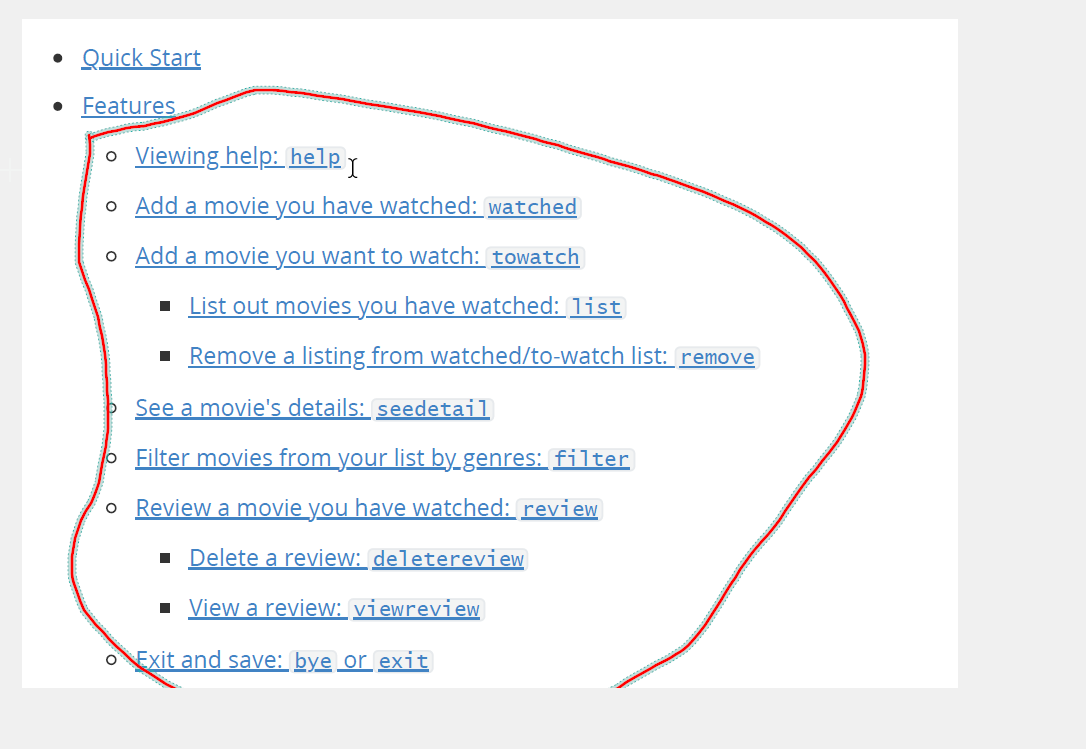 Quick Start
Features
Viewing help: help
Add a movie you have watched: watched
Add a movie you want to watch: towatch
List out movies you have watched: list
Remove a listing from watched/to-watch list: remove
See a movie's details: seedetail
Filter movies from your list by genres: filter
Review a movie you have watched: review
Delete a review: deletereview
View a review: viewreview
Exit and save: bye or exit